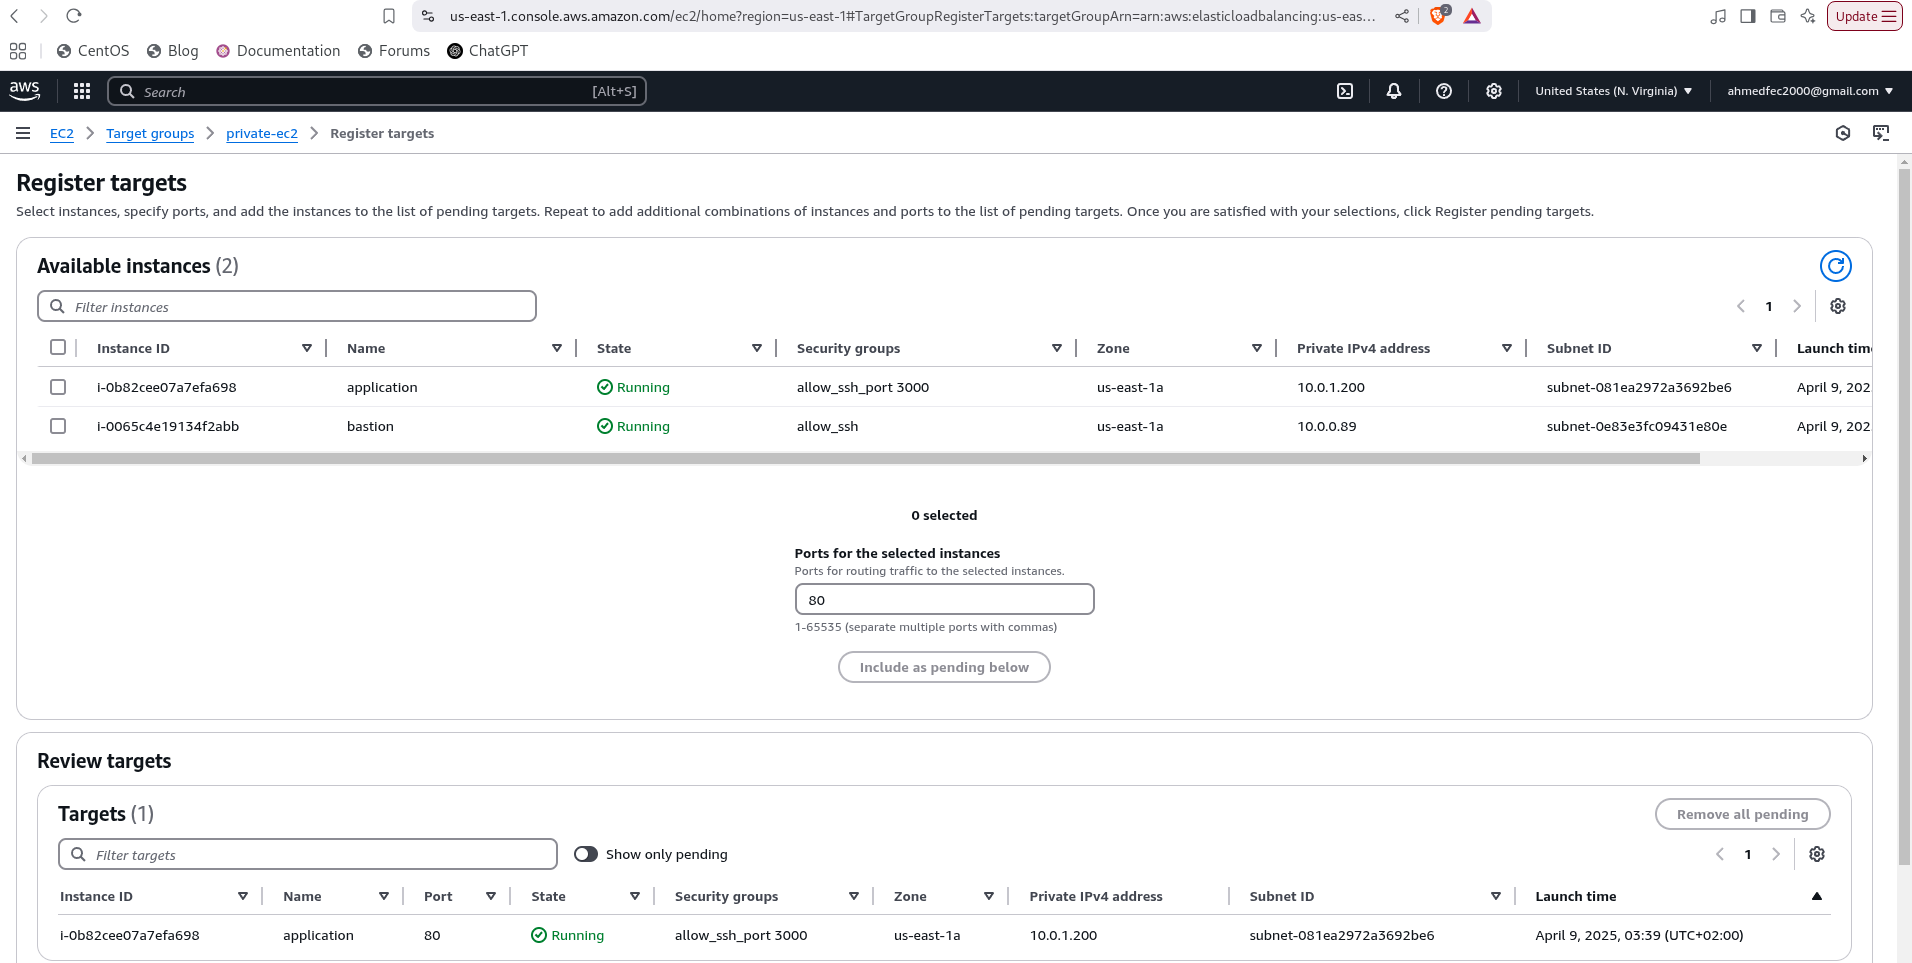 us-east-1.console.aws.amazon.com/ec2/home?region=us-east-1#TargetGroupRegisterTargets:targetGroupArn=arn:aws:elasticloadbalancing:us-eas...
2
Update
CentOS Blog Documentation Forums ChatGPT
aws Search [Alt+S] United States (N. Virginia) ahmedfec2000@gmail.com
EC2 Target groups private-ec2 Register targets
Register targets
Select instances, specify ports, and add the instances to the list of pending targets. Repeat to add additional combinations of instances and ports to the list of pending targets. Once you are satisfied with your selections, click Register pending targets.
Available instances (2)
Filter instances 1
Instance ID Name State Security groups Zone Private IPv4 address Subnet ID Launch time
i-0b82cee07a7efa698 application Running allow_ssh_port 3000 us-east-1a 10.0.1.200 subnet-081ea2972a3692be6 April 9, 202
i-0065c4e19134f2abb bastion Running allow_ssh us-east-1a 10.0.0.89 subnet-0e83e3fc09431e80e April 9, 202
0 selected
Ports for the selected instances
Ports for routing traffic to the selected instances.
80
1-65535 (separate multiple ports with commas)
Include as pending below
Review targets
Targets (1) Remove all pending
Filter targets Show only pending 1
Instance ID Name Port State Security groups Zone Private IPv4 address Subnet ID Launch time
i-0b82cee07a7efa698 application 80 Running allow_ssh_port 3000 us-east-1a 10.0.1.200 subnet-081ea2972a3692be6 April 9, 2025, 03:39 (UTC+02:00)